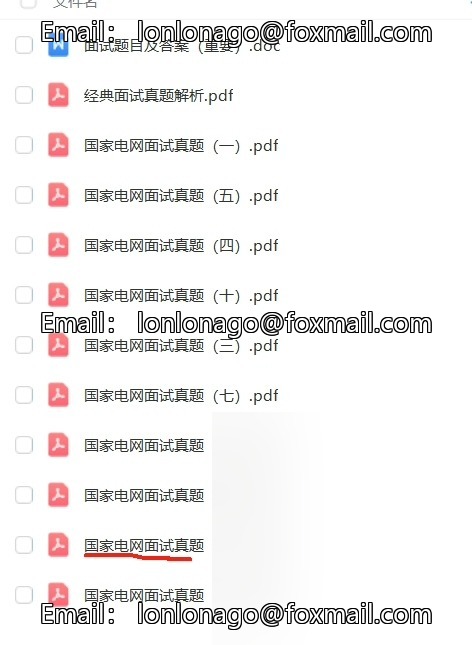 文件名
Email： lonlonago@foxmail.com
面试题目及答案（重要）.doc
经典面试真题解析.pdf
国家电网面试真题（一）.pdf
国家电网面试真题（五）.pdf
国家电网面试真题（四）.pdf
国家电网面试真题（十）.pdf
Email： lonlonago@foxmail.com
国家电网面试真题（三）.pdf
国家电网面试真题（七）.pdf
国家电网面试真题
国家电网面试真题
国家电网面试真题
国家电网面试真题
Email： lonlonago@foxmail.com